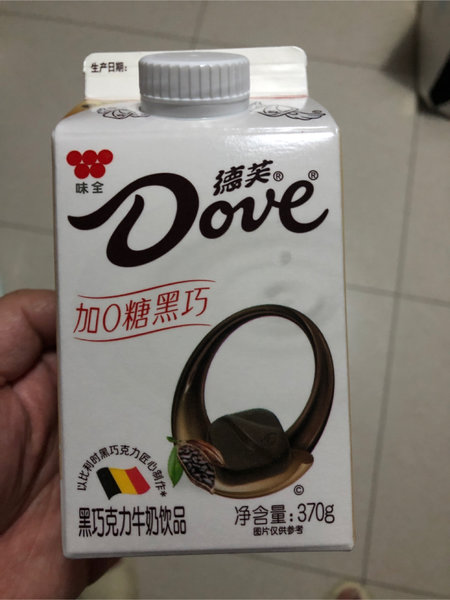 生产日期:
味全
德芙®
Dove®
加0糖黑巧
以比利时黑巧克力匠心制作*
©
黑巧克力牛奶饮品
净含量:370g
图片仅供参考